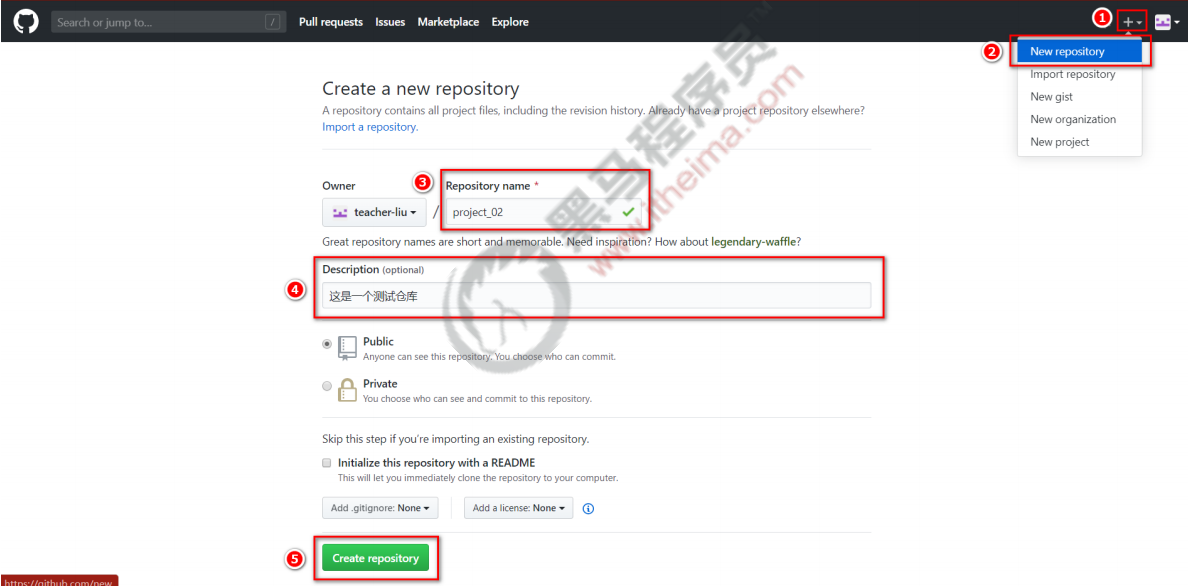 Search or jump to... / Pull requests Issues Marketplace Explore 1
2 New repository
Import repository
New gist
New organization
New project
Create a new repository
A repository contains all project files, including the revision history. Already have a project repository elsewhere?
Import a repository.
Owner 3 Repository name *
teacher-liu / project_02
Great repository names are short and memorable. Need inspiration? How about legendary-waffle?
Description (optional)
4 这是一个测试仓库
Public
Anyone can see this repository. You choose who can commit.
Private
You choose who can see and commit to this repository.
Skip this step if you're importing an existing repository.
Initialize this repository with a README
This will let you immediately clone the repository to your computer.
Add .gitignore: None Add a license: None
5 Create repository
https://github.com/new
黑马程序员™
www.itheima.com